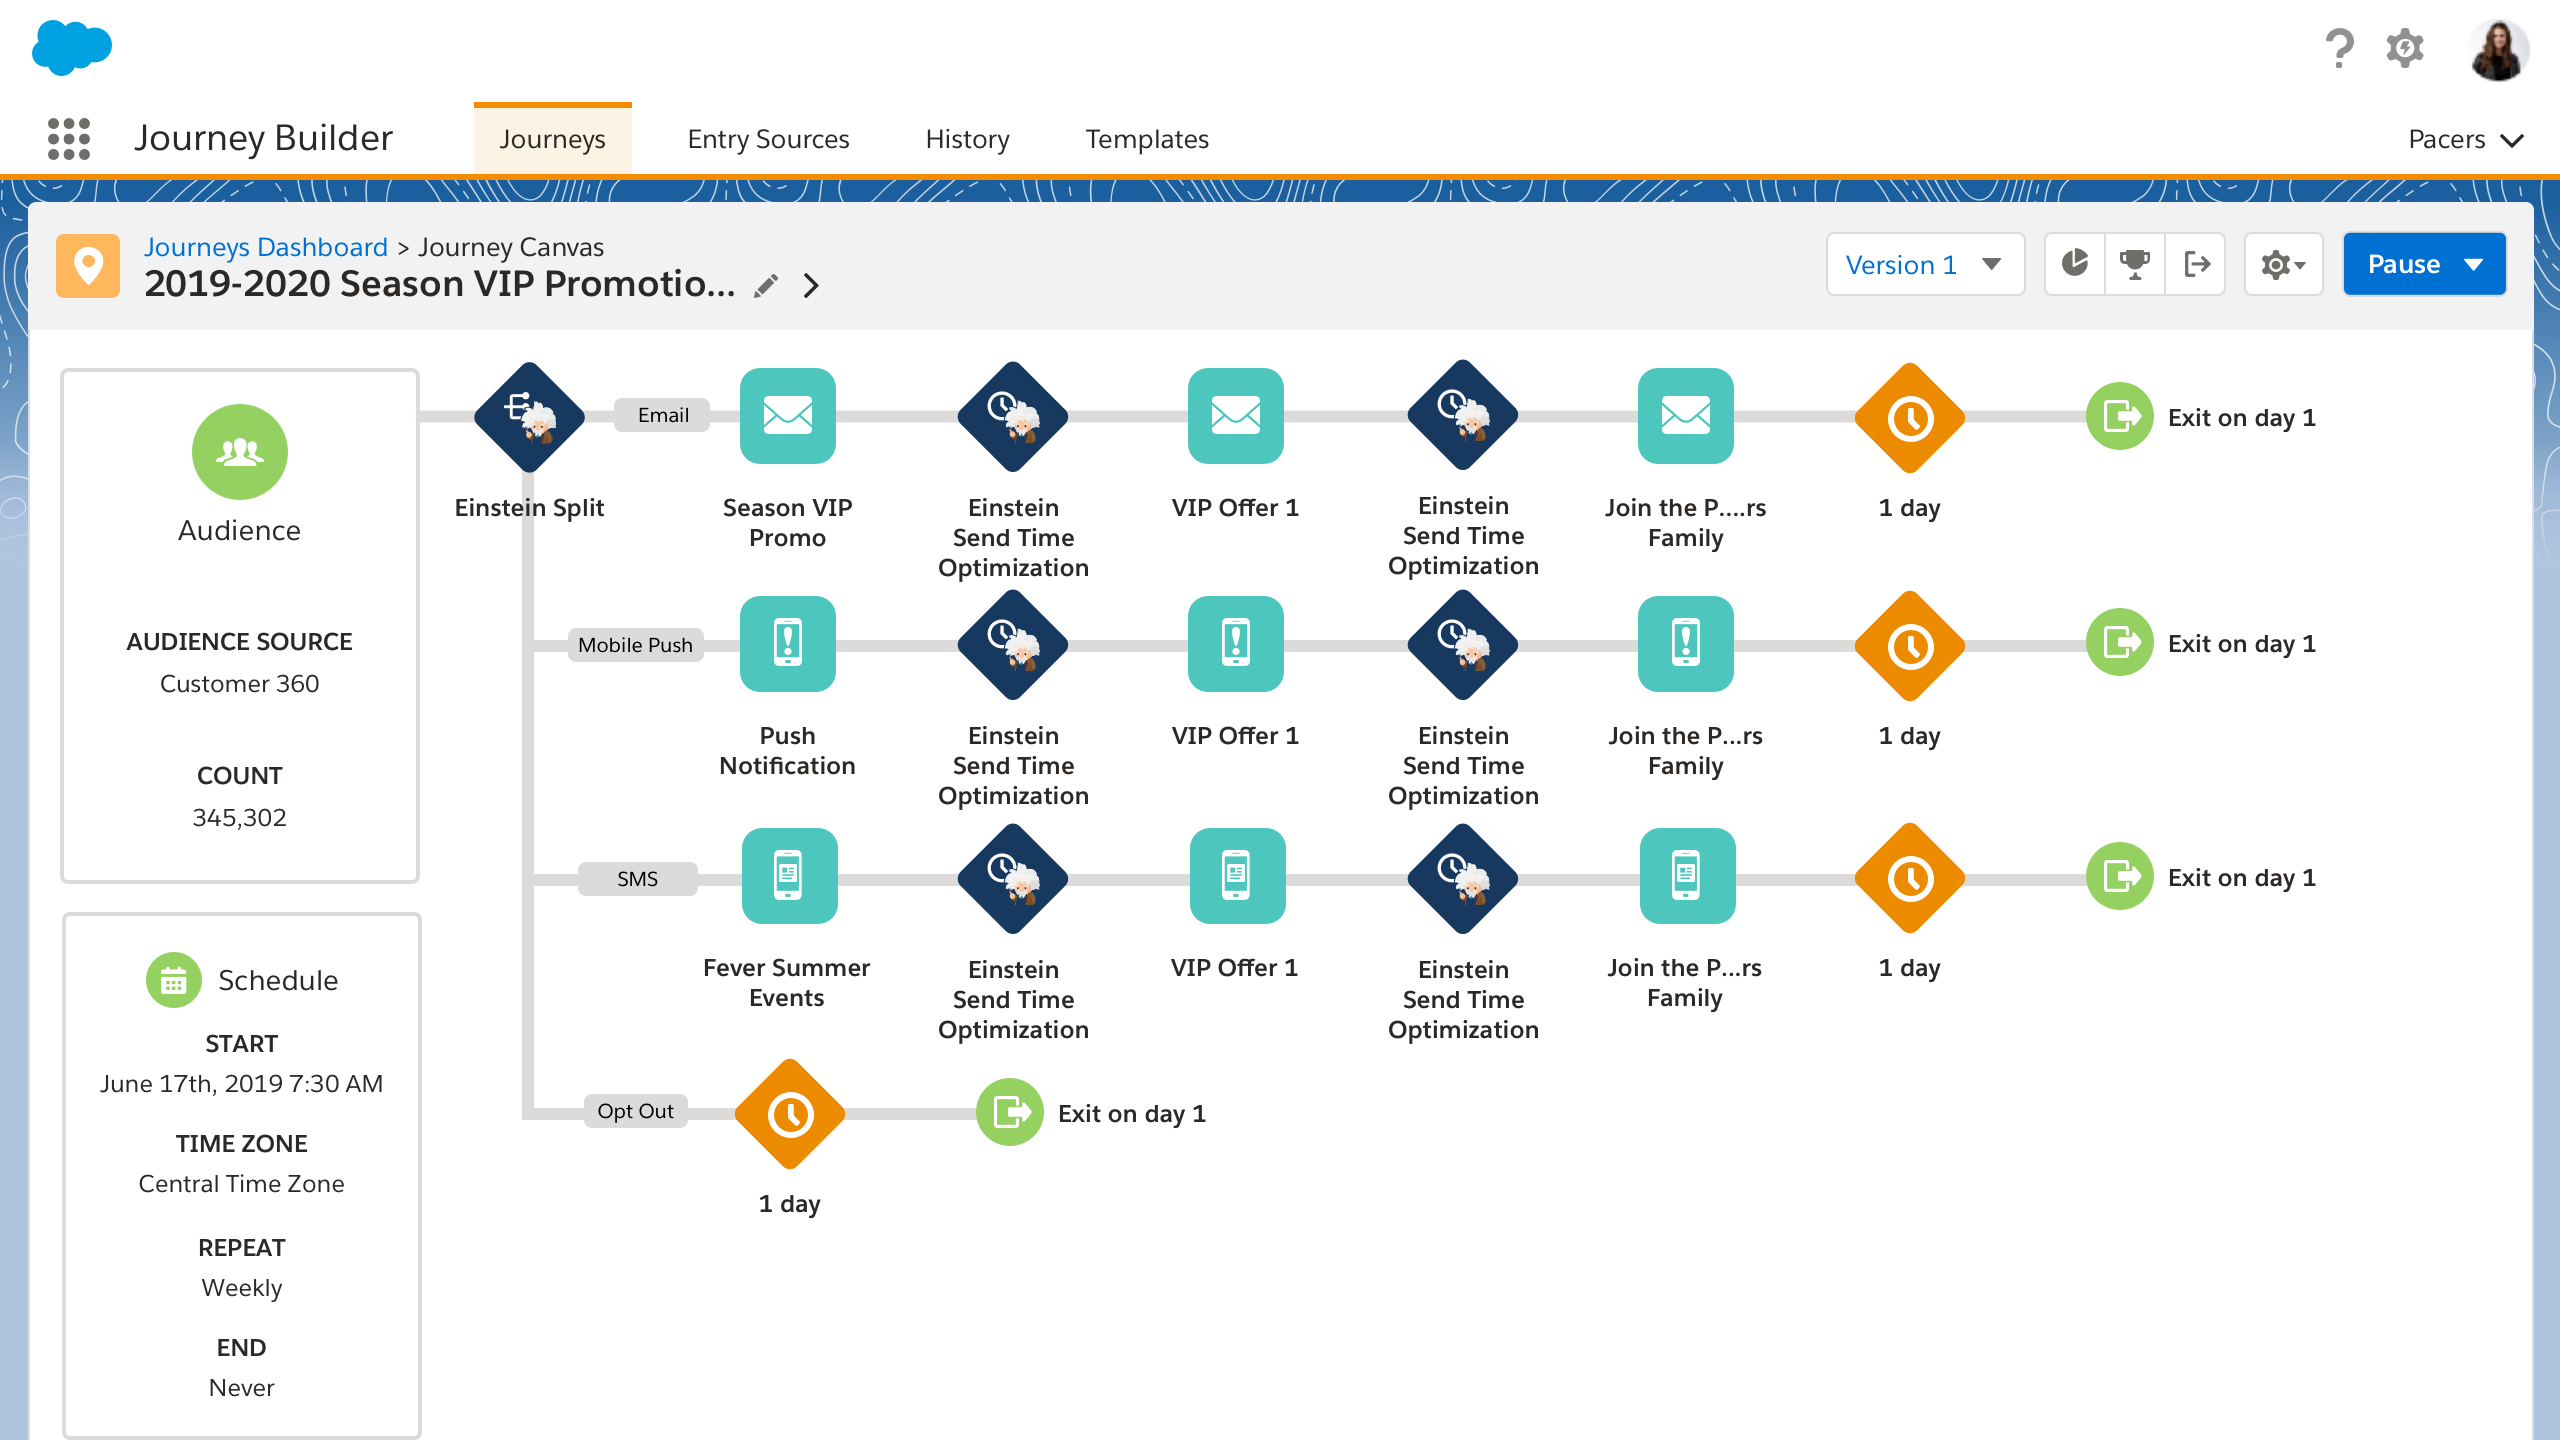 Journey Builder
Journeys
Entry Sources
History
Templates
Pacers
Journeys Dashboard > Journey Canvas
2019-2020 Season VIP Promotio...
Version 1
Pause
Audience
AUDIENCE SOURCE
Customer 360
COUNT
345,302
Schedule
START
June 17th, 2019 7:30 AM
TIME ZONE
Central Time Zone
REPEAT
Weekly
END
Never
Einstein Split
Email
Season VIP
Promo
Einstein
Send Time
Optimization
VIP Offer 1
Einstein
Send Time
Optimization
Join the P....rs
Family
1 day
Exit on day 1
Mobile Push
Push
Notification
Einstein
Send Time
Optimization
VIP Offer 1
Einstein
Send Time
Optimization
Join the P...rs
Family
1 day
Exit on day 1
SMS
Fever Summer
Events
Einstein
Send Time
Optimization
VIP Offer 1
Einstein
Send Time
Optimization
Join the P...rs
Family
1 day
Exit on day 1
Opt Out
1 day
Exit on day 1